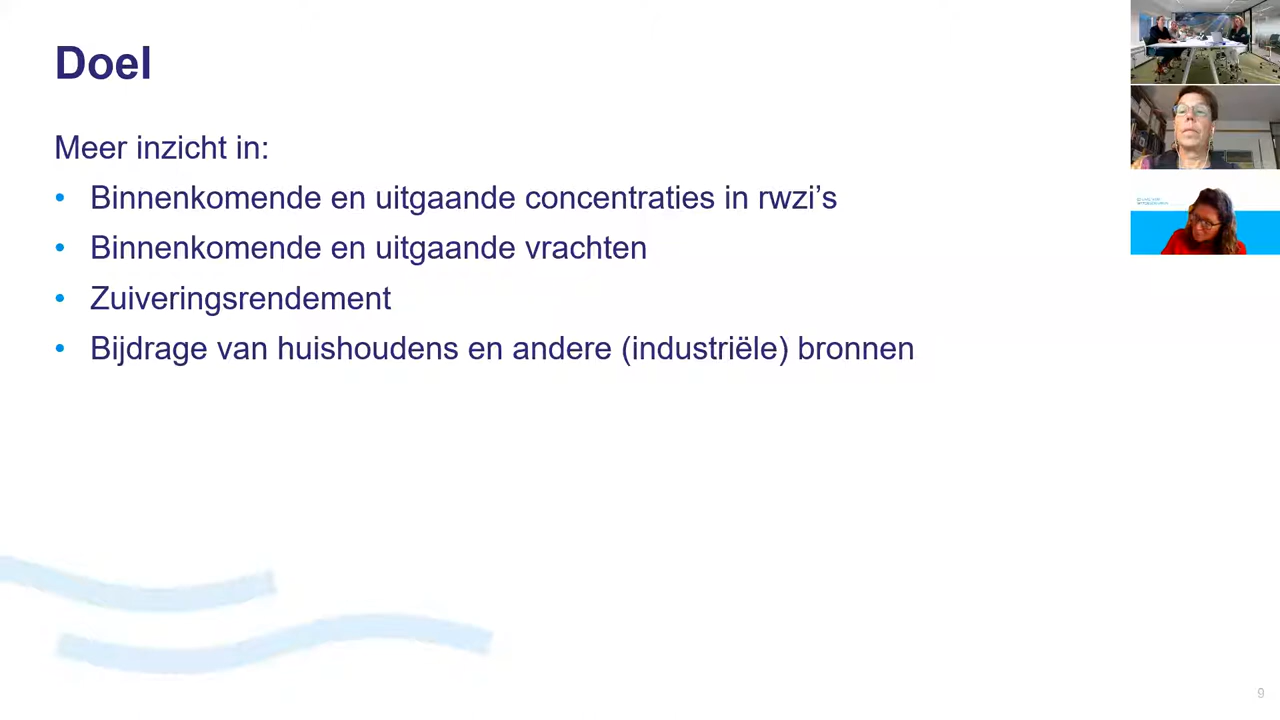 Doel
Meer inzicht in:
• Binnenkomende en uitgaande concentraties in rwzi’s
• Binnenkomende en uitgaande vrachten
• Zuiveringsrendement
• Bijdrage van huishoudens en andere (industriële) bronnen
9